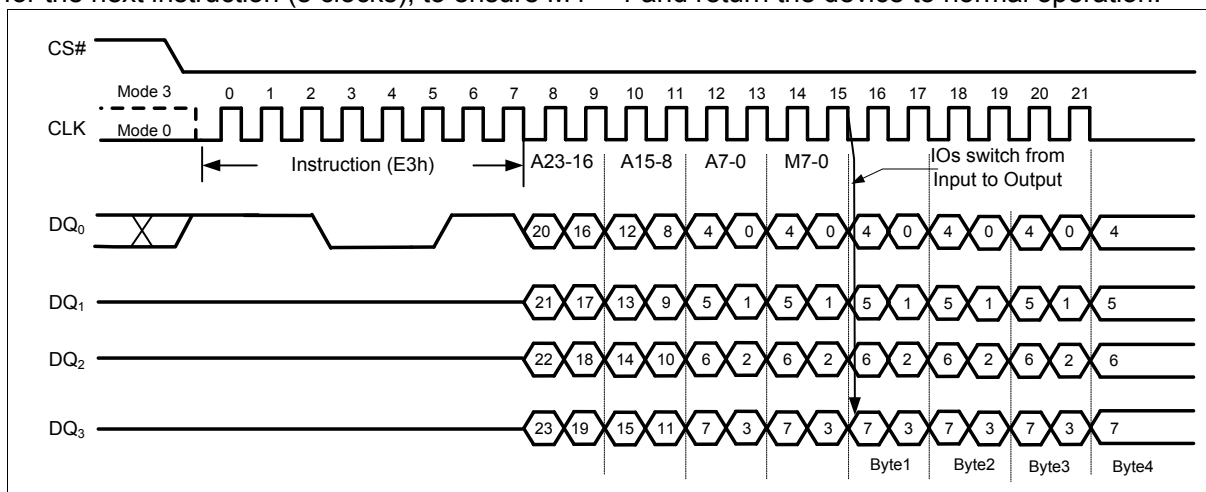 for the next instruction (8 clocks), to ensure M4 = 1 and return the device to normal operation.
CS#
Mode 3
0 1 2 3 4 5 6 7 8 9 10 11 12 13 14 15 16 17 18 19 20 21
CLK
Mode 0
Instruction (E3h)
A23-16 A15-8 A7-0 M7-0
IOs switch from
Input to Output
DQ0
20 16 12 8 4 0 4 0 4 0 4 0 4 0 4
DQ1
21 17 13 9 5 1 5 1 5 1 5 1 5 1 5
DQ2
22 18 14 10 6 2 6 2 6 2 6 2 6 2 6
DQ3
23 19 15 11 7 3 7 3 7 3 7 3 7 3 7
Byte1 Byte2 Byte3 Byte4